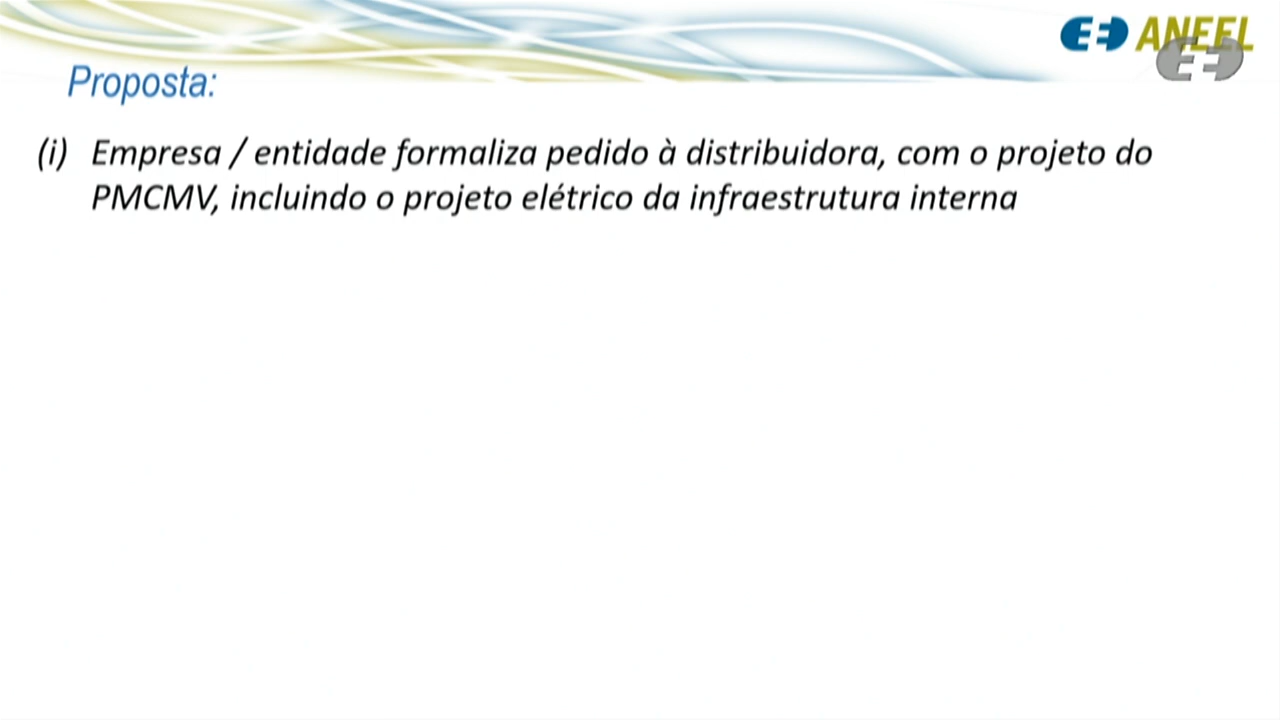 ANEEL
Proposta:
(i) Empresa / entidade formaliza pedido à distribuidora, com o projeto do
PMCMV, incluindo o projeto elétrico da infraestrutura interna